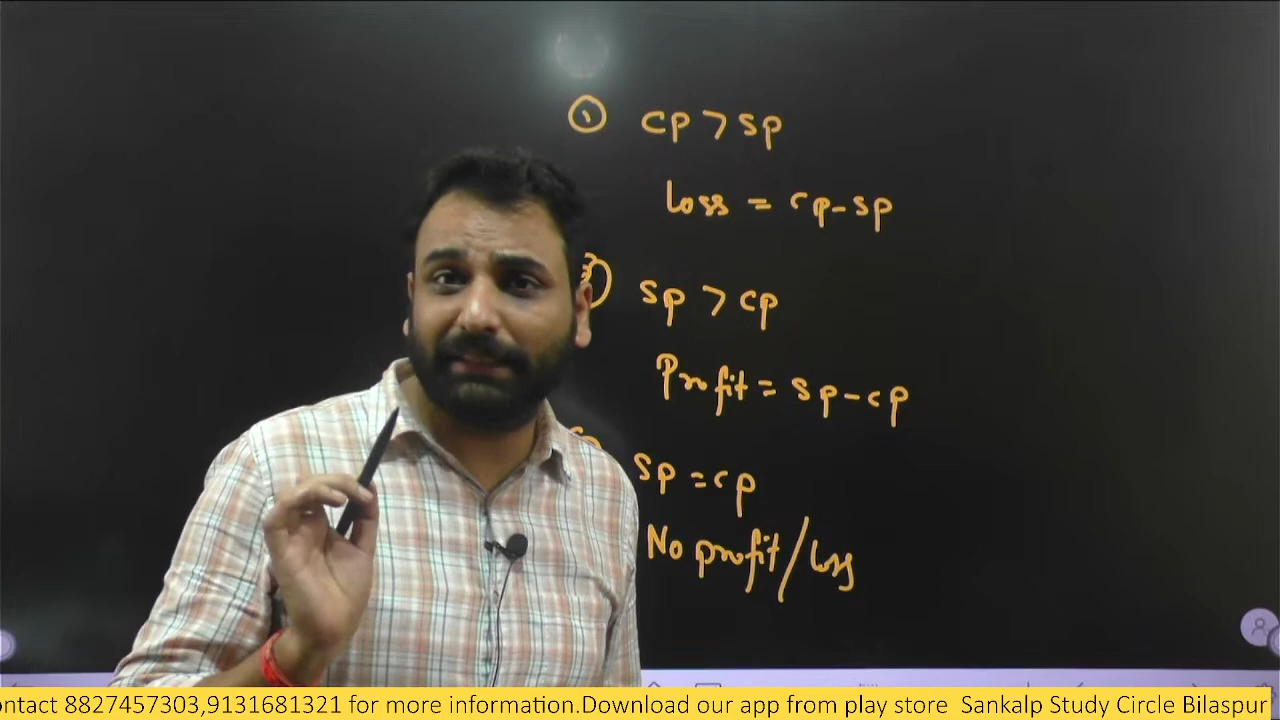 ① CP > SP
Loss = CP - SP
SP > CP
Profit = SP - CP
SP = CP
No profit / Loss
ontact 8827457303,9131681321 for more information.Download our app from play store Sankalp Study Circle Bilaspur